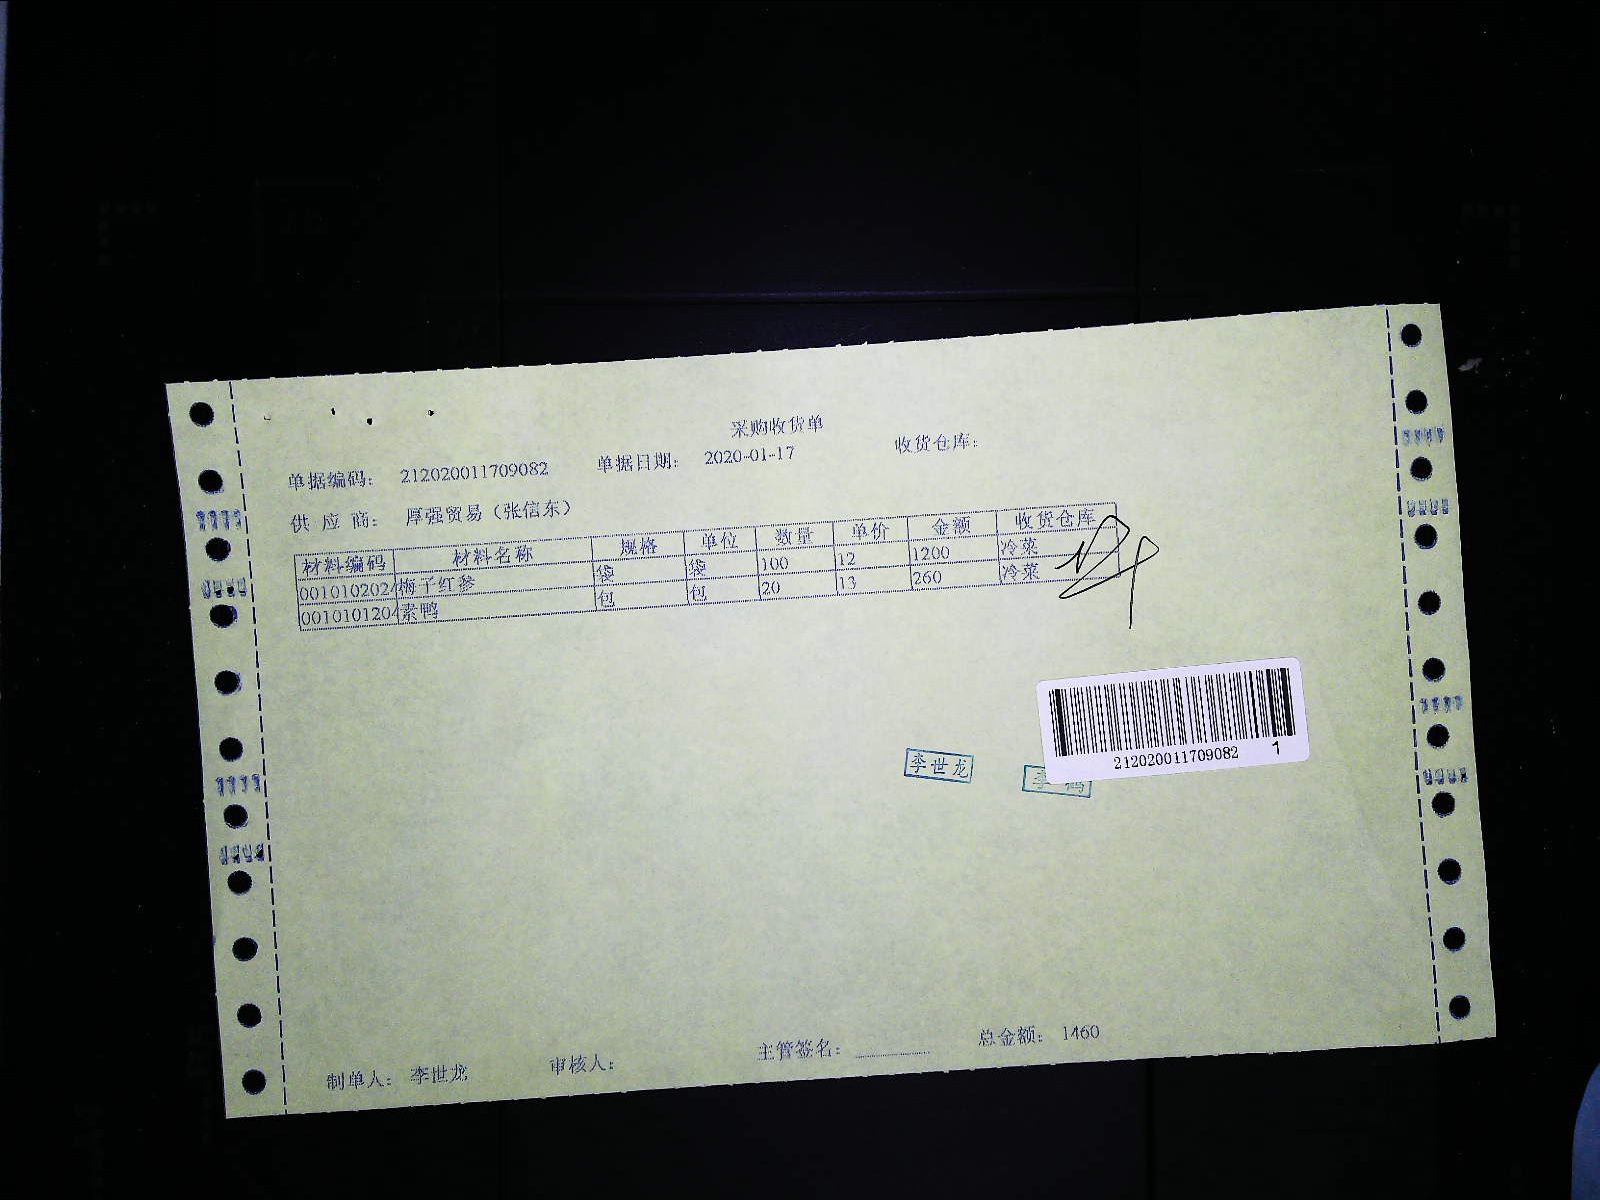 采购收货单
单据编码： 212020011709082 单据日期： 2020-01-17 收货仓库：
供 应 商： 厚强贸易（张信东）
材料编码 材料名称 规格 单位 数量 单价 金额 收货仓库
001010202 梅子红参 袋 袋 100 12 1200 冷菜
001010120 素鸭 包 包 20 13 260 冷菜
212020011709082 1
李世龙
李 鹤
制单人： 李世龙 审核人： 主管签名： 总金额： 1460